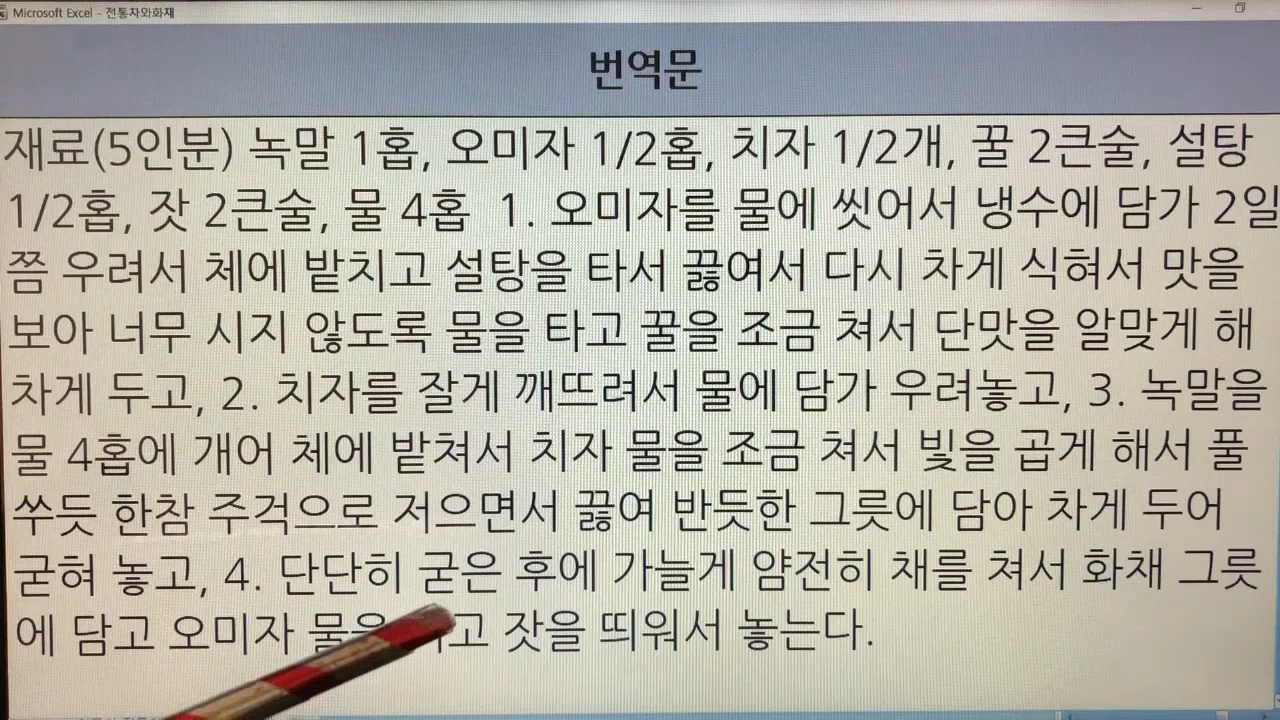 Microsoft Excel - 전통차와화채
번역문
재료(5인분) 녹말 1홉, 오미자 1/2홉, 치자 1/2개, 꿀 2큰술, 설탕
1/2홉, 잣 2큰술, 물 4홉 1. 오미자를 물에 씻어서 냉수에 담가 2일
쯤 우려서 체에 밭치고 설탕을 타서 끓여서 다시 차게 식혀서 맛을
보아 너무 시지 않도록 물을 타고 꿀을 조금 쳐서 단맛을 알맞게 해
차게 두고, 2. 치자를 잘게 깨뜨려서 물에 담가 우려놓고, 3. 녹말을
물 4홉에 개어 체에 밭쳐서 치자 물을 조금 쳐서 빛을 곱게 해서 풀
쑤듯 한참 주걱으로 저으면서 끓여 반듯한 그릇에 담아 차게 두어
굳혀 놓고, 4. 단단히 굳은 후에 가늘게 얌전히 채를 쳐서 화채 그릇
에 담고 오미자 물을 잣을 띄워서 놓는다.